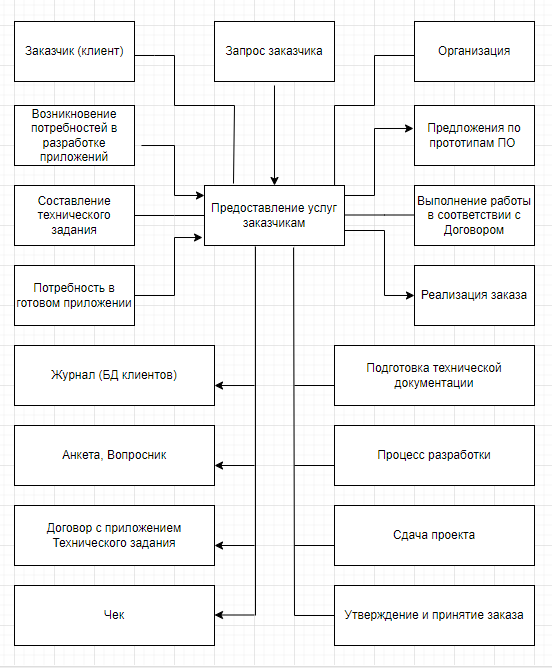 Заказчик (клиент)
Запрос заказчика
Организация
Возникновение
потребностей в
разработке
приложений
Предложения по
прототипам ПО
Составление
технического
задания
Предоставление услуг
заказчикам
Выполнение работы
в соответствии с
Договором
Потребность в
готовом приложении
Реализация заказа
Журнал (БД клиентов)
Подготовка технической
документации
Анкета, Вопросник
Процесс разработки
Договор с приложением
Технического задания
Сдача проекта
Чек
Утверждение и принятие заказа